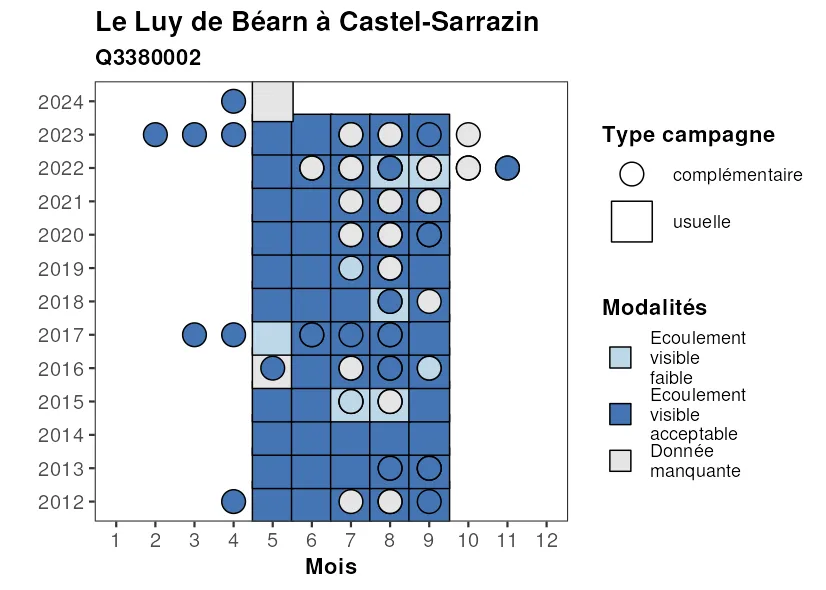 Le Luy de Béarn à Castel-Sarrazin
Q3380002
2024
2023
2022
2021
2020
2019
2018
2017
2016
2015
2014
2013
2012
1 2 3 4 5 6 7 8 9 10 11 12
Mois
Type campagne
complémentaire
usuelle
Modalités
Ecoulement
visible
faible
Ecoulement
visible
acceptable
Donnée
manquante